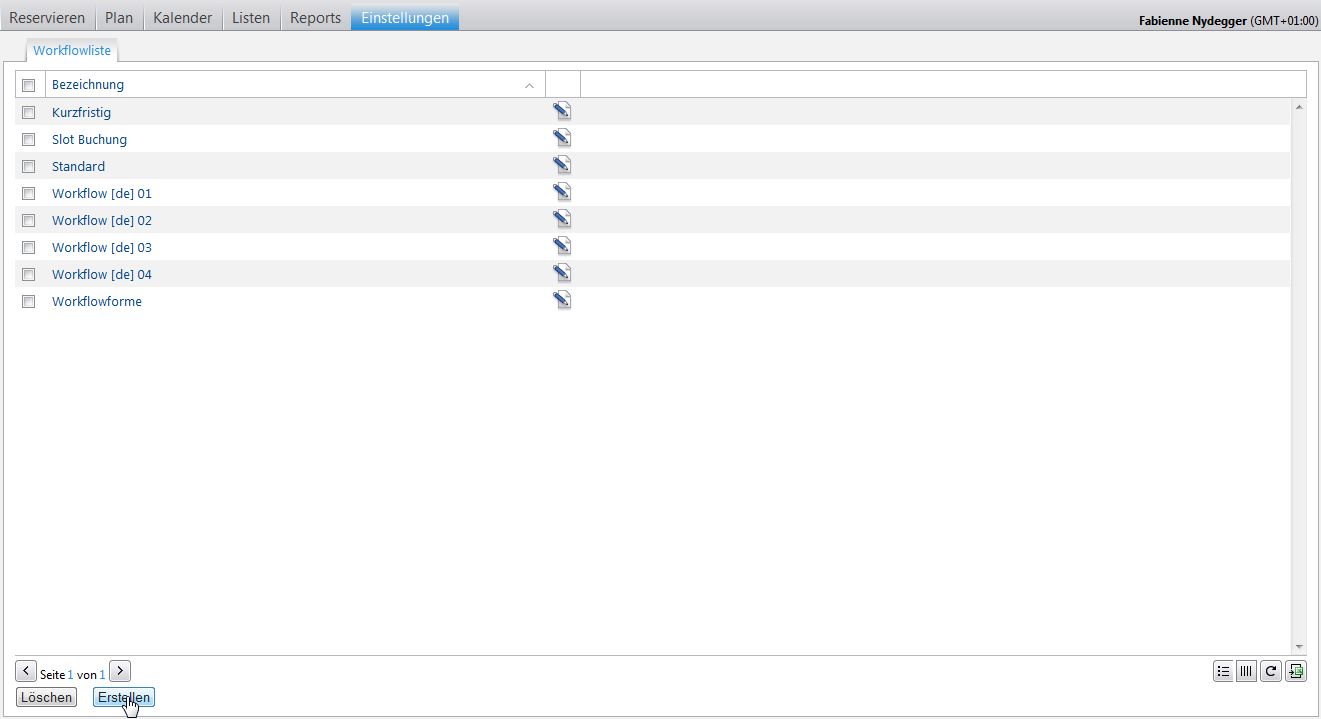 Reservieren Plan Kalender Listen Reports Einstellungen Fabienne Nydegger (GMT+01:00)
Workflowliste
Bezeichnung
Kurzfristig
Slot Buchung
Standard
Workflow [de] 01
Workflow [de] 02
Workflow [de] 03
Workflow [de] 04
Workflowforme
Seite 1 von 1
Löschen Erstellen